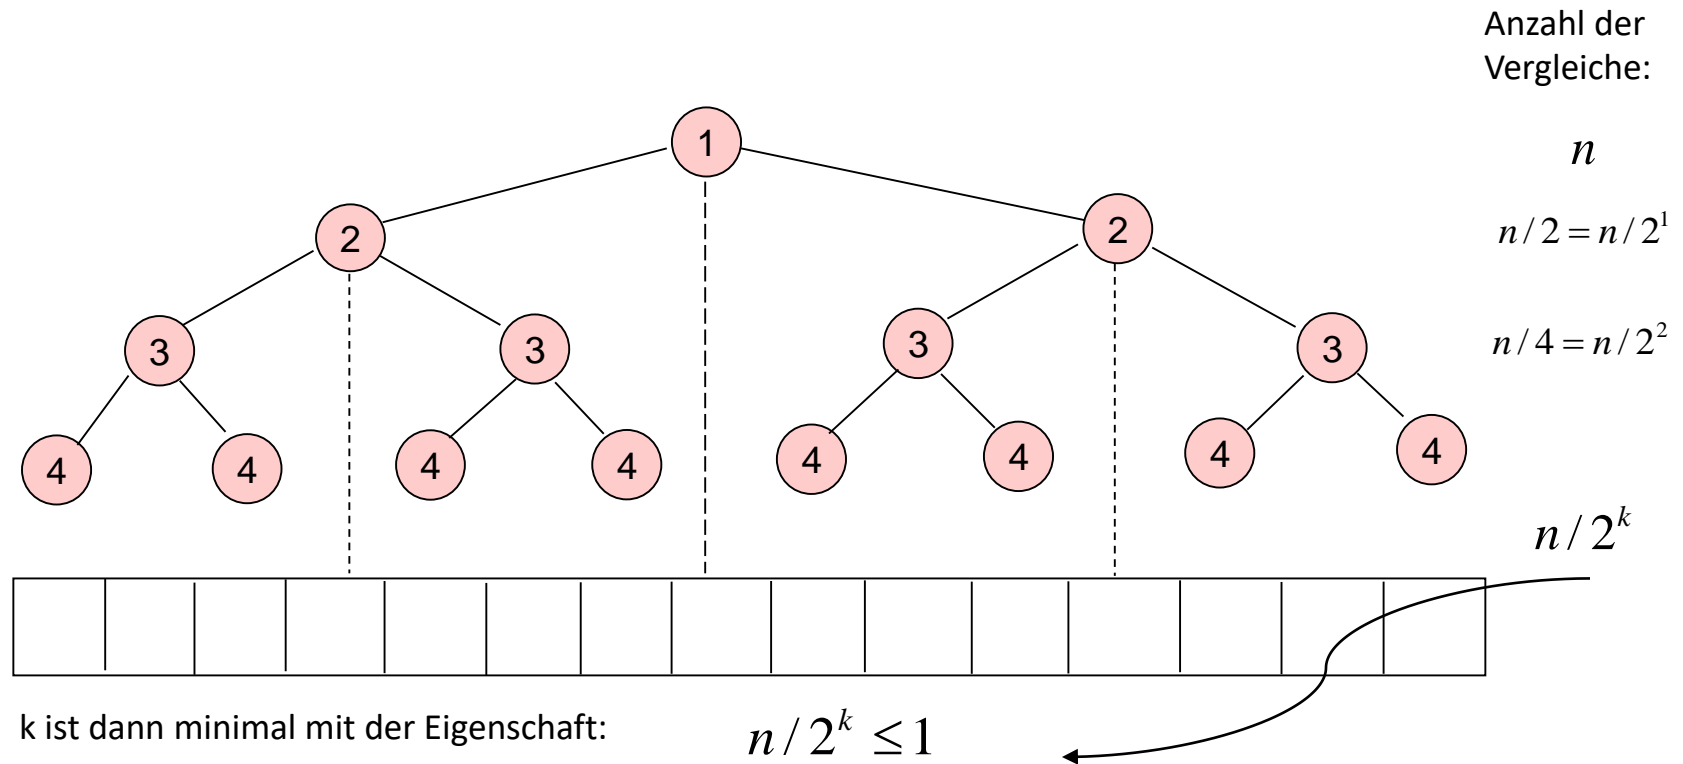 Anzahl der
Vergleiche:
1
n
2
2
n / 2 = n / 2¹
3
3
3
3
n / 4 = n / 2²
4
4
4
4
4
4
4
4
n / 2ᵏ
k ist dann minimal mit der Eigenschaft:
n / 2ᵏ ≤ 1